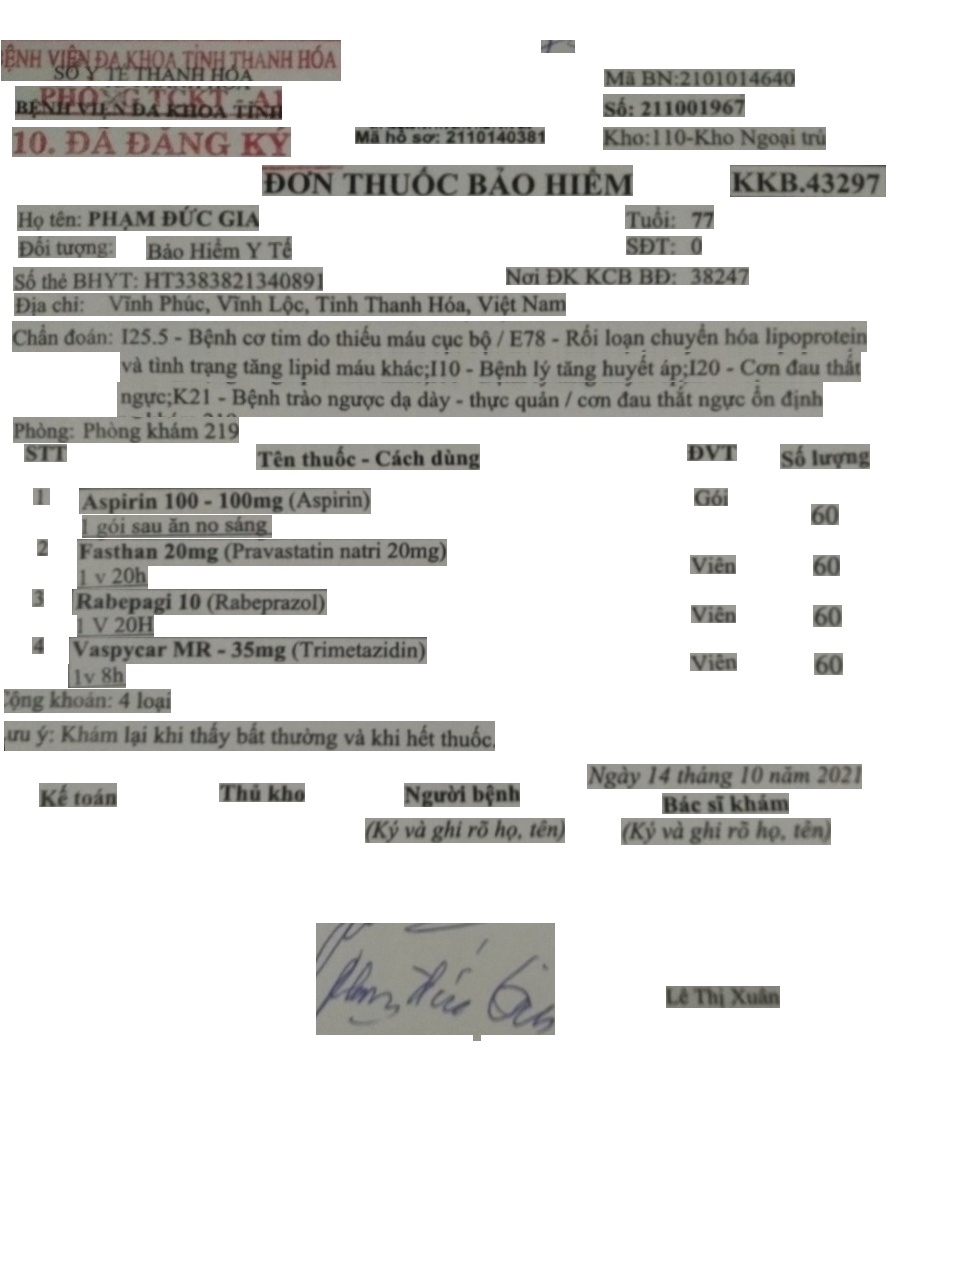 BỆNH VIỆN ĐA KHOA TỈNH THANH HÓA
SỞ Y TẾ THANH HÓA
PHÒNG TCKT - A1
BỆNH VIỆN ĐA KHOA TỈNH
10. ĐÃ ĐĂNG KÝ
Mã hồ sơ: 2110140381
Mã BN:2101014640
Số: 211001967
Kho:110-Kho Ngoại trú
ĐƠN THUỐC BẢO HIỂM
KKB.43297
Họ tên: PHẠM ĐỨC GIA
Tuổi: 77
Đối tượng: Bảo Hiểm Y Tế
SĐT: 0
Số thẻ BHYT: HT3383821340891
Nơi ĐK KCB BĐ: 38247
Địa chỉ: Vĩnh Phúc, Vĩnh Lộc, Tỉnh Thanh Hóa, Việt Nam
Chẩn đoán: I25.5 - Bệnh cơ tim do thiếu máu cục bộ / E78 - Rối loạn chuyển hóa lipoprotein
và tình trạng tăng lipid máu khác;I10 - Bệnh lý tăng huyết áp;I20 - Cơn đau thắt
ngực;K21 - Bệnh trào ngược dạ dày - thực quản / cơn đau thắt ngực ổn định
Phòng: Phòng khám 219
STT Tên thuốc - Cách dùng ĐVT Số lượng
1 Aspirin 100 - 100mg (Aspirin) Gói 60
1 gói sau ăn no sáng
2 Fasthan 20mg (Pravastatin natri 20mg) Viên 60
1 v 20h
3 Rabepagi 10 (Rabeprazol) Viên 60
1 V 20H
4 Vaspycar MR - 35mg (Trimetazidin) Viên 60
1v 8h
Cộng khoản: 4 loại
Lưu ý: Khám lại khi thấy bất thường và khi hết thuốc.
Ngày 14 tháng 10 năm 2021
Kế toán Thủ kho Người bệnh Bác sĩ khám
(Ký và ghi rõ họ, tên) (Ký và ghi rõ họ, tên)
Phạm Đức Gia
Lê Thị Xuân